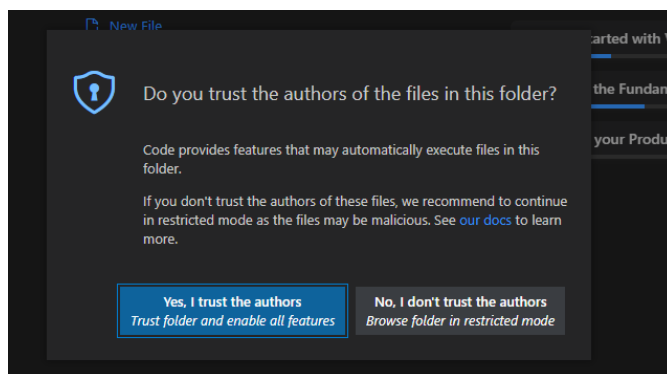 New File
arted with
Do you trust the authors of the files in this folder?
the Fundam
Code provides features that may automatically execute files in this
folder.
your Produ
If you don't trust the authors of these files, we recommend to continue
in restricted mode as the files may be malicious. See our docs to learn
more.
Yes, I trust the authors
Trust folder and enable all features
No, I don't trust the authors
Browse folder in restricted mode